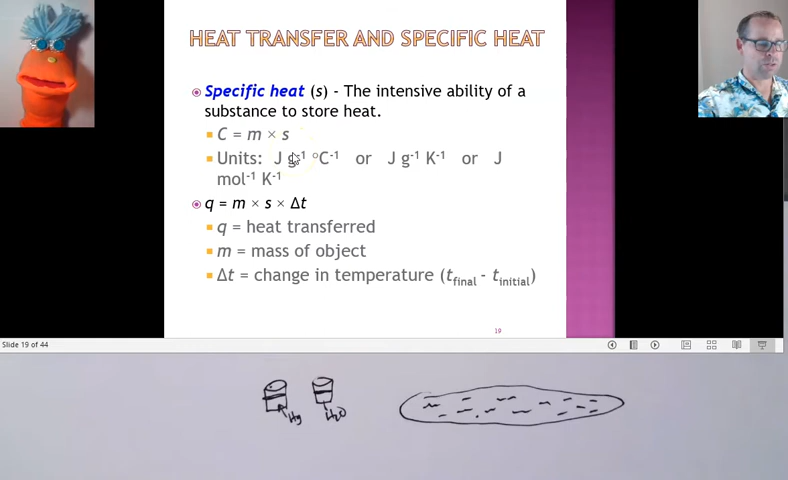 HEAT TRANSFER AND SPECIFIC HEAT
Specific heat (s) - The intensive ability of a
substance to store heat.
C = m × s
Units: J g⁻¹ °C⁻¹ or J g⁻¹ K⁻¹ or J
mol⁻¹ K⁻¹
q = m × s × Δt
q = heat transferred
m = mass of object
Δt = change in temperature (t_final - t_initial)
19
Slide 19 of 44
Hg H₂O